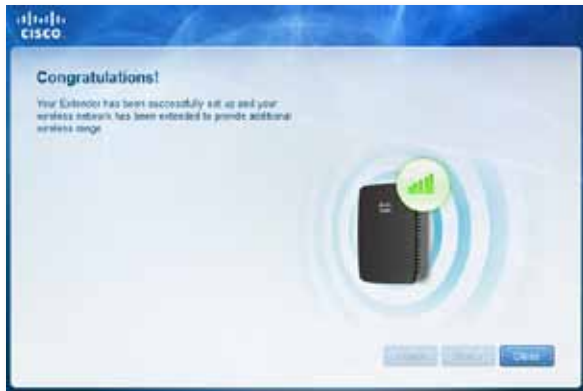 CISCO
Congratulations!
Your Extender has been successfully set up and your
wireless network has been extended to provide additional
wireless range
Close